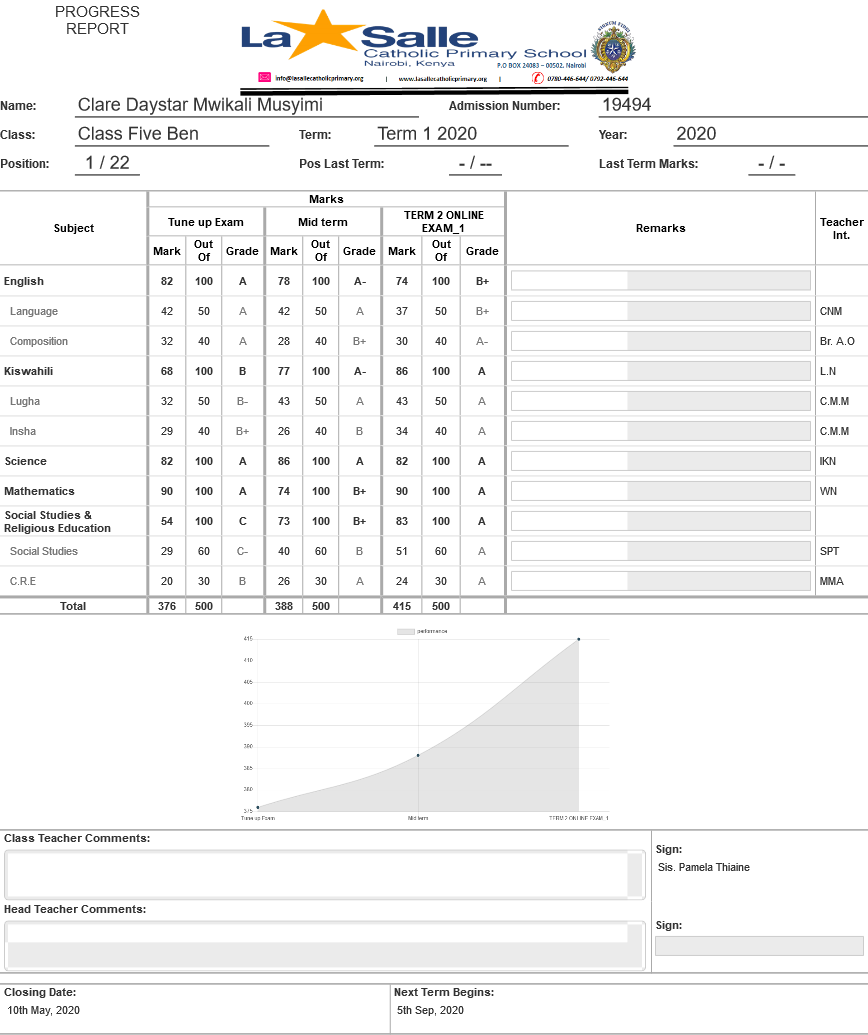 PROGRESS
REPORT
La Salle
Catholic Primary School
Nairobi, Kenya
P.O BOX 24083 – 00502, Nairobi
info@lasallecatholicprimary.org | www.lasallecatholicprimary.org | 0780-446-644/ 0792-446-644
Name: Clare Daystar Mwikali Musyimi Admission Number: 19494
Class: Class Five Ben Term: Term 1 2020 Year: 2020
Position: 1 / 22 Pos Last Term: - / -- Last Term Marks: - / -
Subject Marks Remarks Teacher Int.
Tune up Exam Mid term TERM 2 ONLINE EXAM_1
Mark Out Of Grade Mark Out Of Grade Mark Out Of Grade
English 82 100 A 78 100 A- 74 100 B+
Language 42 50 A 42 50 A 37 50 B+ CNM
Composition 32 40 A 28 40 B+ 30 40 A- Br. A.O
Kiswahili 68 100 B 77 100 A- 86 100 A L.N
Lugha 32 50 B- 43 50 A 43 50 A C.M.M
Insha 29 40 B+ 26 40 B 34 40 A C.M.M
Science 82 100 A 86 100 A 82 100 A IKN
Mathematics 90 100 A 74 100 B+ 90 100 A WN
Social Studies & Religious Education 54 100 C 73 100 B+ 83 100 A
Social Studies 29 60 C- 40 60 B 51 60 A SPT
C.R.E 20 30 B 26 30 A 24 30 A MMA
Total 376 500 388 500 415 500
performance
415
410
405
400
395
390
385
380
375
Tune up Exam Mid term TERM 2 ONLINE EXAM_1
Class Teacher Comments:
Sign:
Sis. Pamela Thiaine
Head Teacher Comments:
Sign:
Closing Date: Next Term Begins:
10th May, 2020 5th Sep, 2020